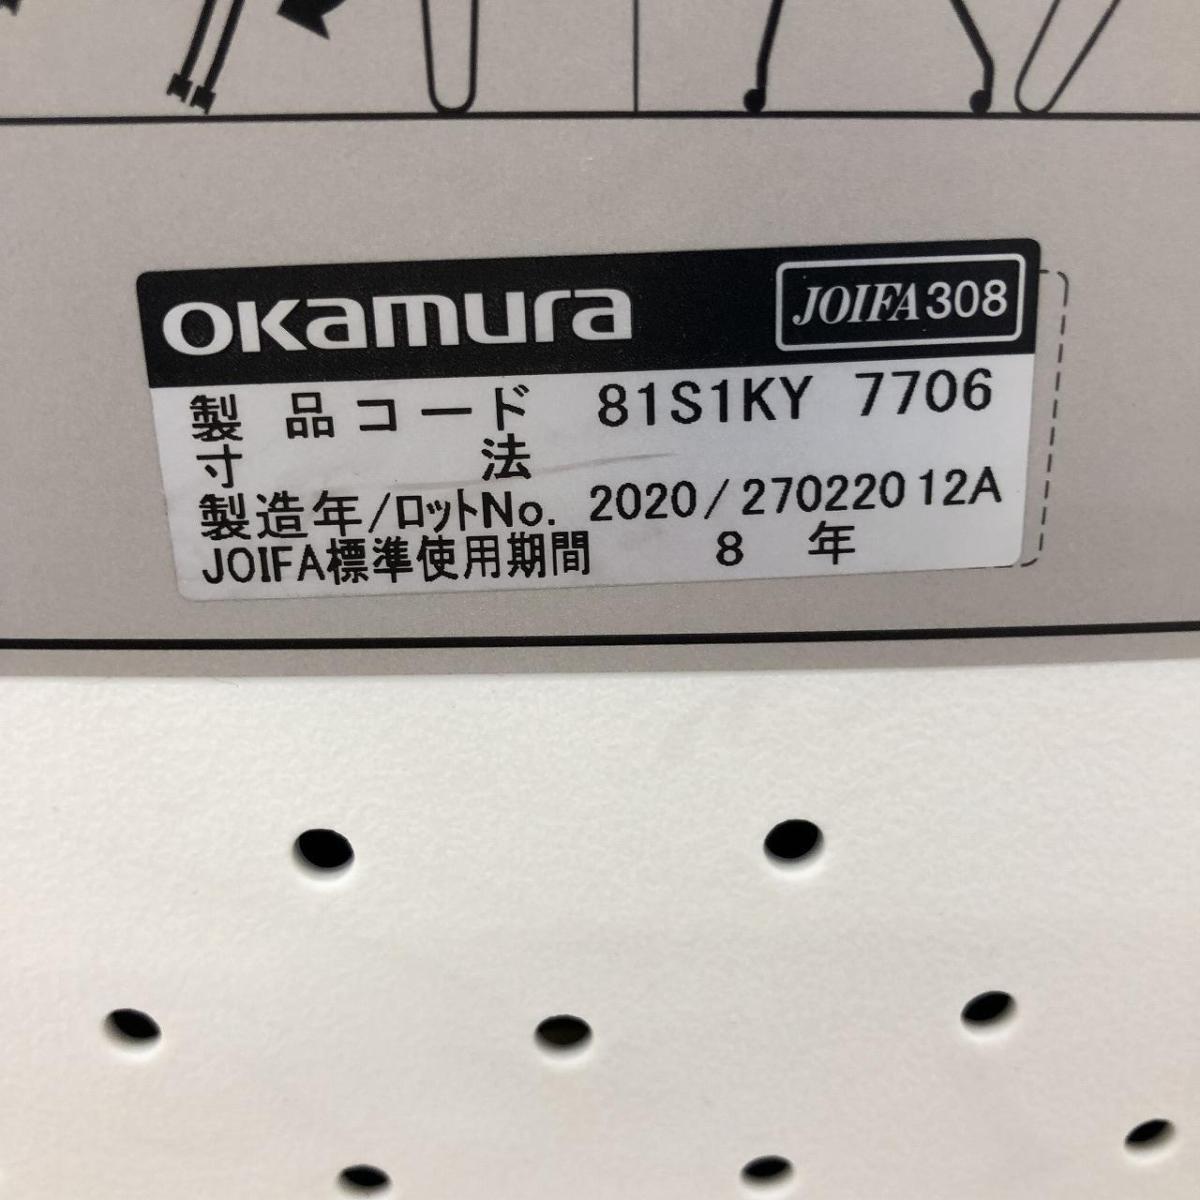 okamura JOIFA308
製品コード 81S1KY 7706
寸法
製造年/ロットNo. 2020/27022012A
JOIFA標準使用期間 8年